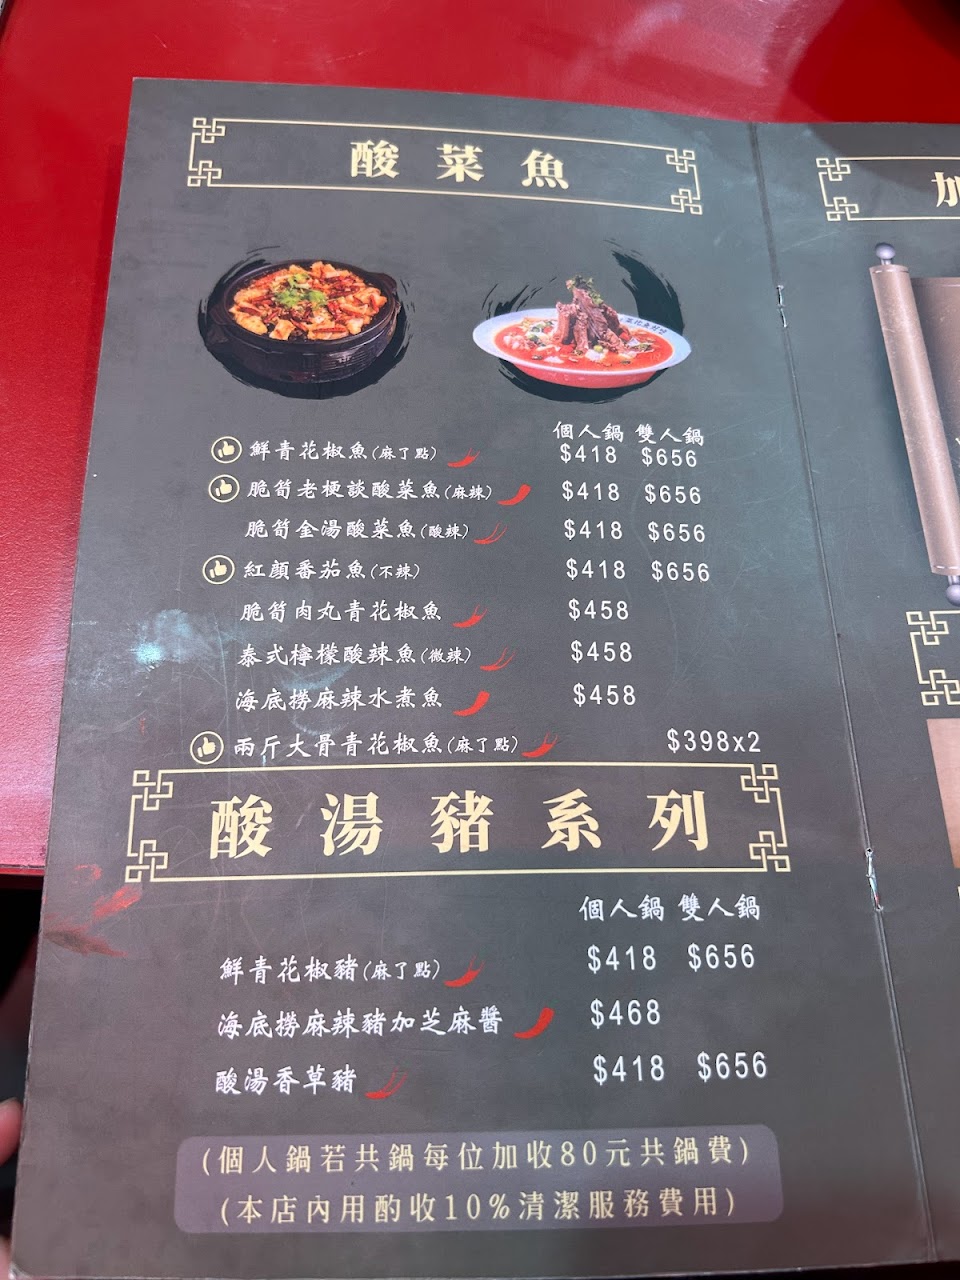 酸菜魚
加
個人鍋 雙人鍋
鮮青花椒魚(麻了點) $418 $656
脆筍老梗談酸菜魚(麻辣) $418 $656
脆筍金湯酸菜魚(酸辣) $418 $656
紅顏番茄魚(不辣) $418 $656
脆筍肉丸青花椒魚 $458
泰式檸檬酸辣魚(微辣) $458
海底撈麻辣水煮魚 $458
兩斤大骨青花椒魚(麻了點) $398x2
酸湯豬系列
個人鍋 雙人鍋
鮮青花椒豬(麻了點) $418 $656
海底撈麻辣豬加芝麻醬 $468
酸湯香草豬 $418 $656
(個人鍋若共鍋每位加收80元共鍋費)
(本店內用酌收10%清潔服務費用)